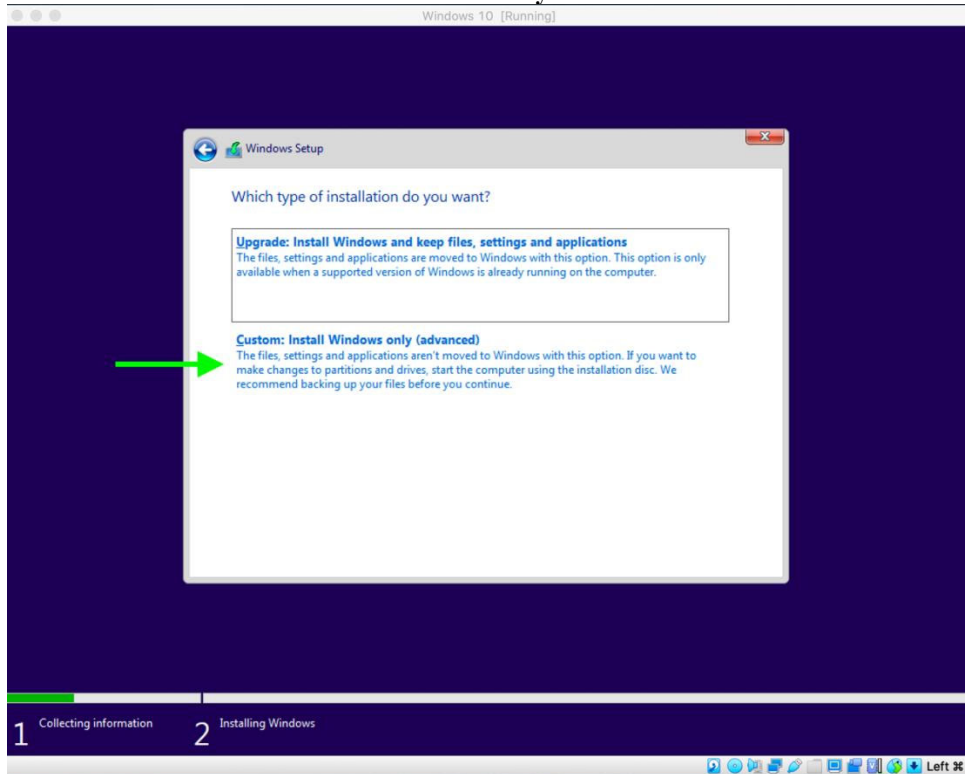 Windows 10 [Running]
Windows Setup
Which type of installation do you want?
Upgrade: Install Windows and keep files, settings and applications
The files, settings and applications are moved to Windows with this option. This option is only
available when a supported version of Windows is already running on the computer.
Custom: Install Windows only (advanced)
The files, settings and applications aren't moved to Windows with this option. If you want to
make changes to partitions and drives, start the computer using the installation disc. We
recommend backing up your files before you continue.
1 Collecting information
2 Installing Windows
Left ⌘